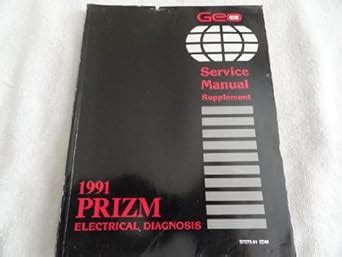 Geo
Service
Manual
Supplement
1991
PRIZM
ELECTRICAL DIAGNOSIS